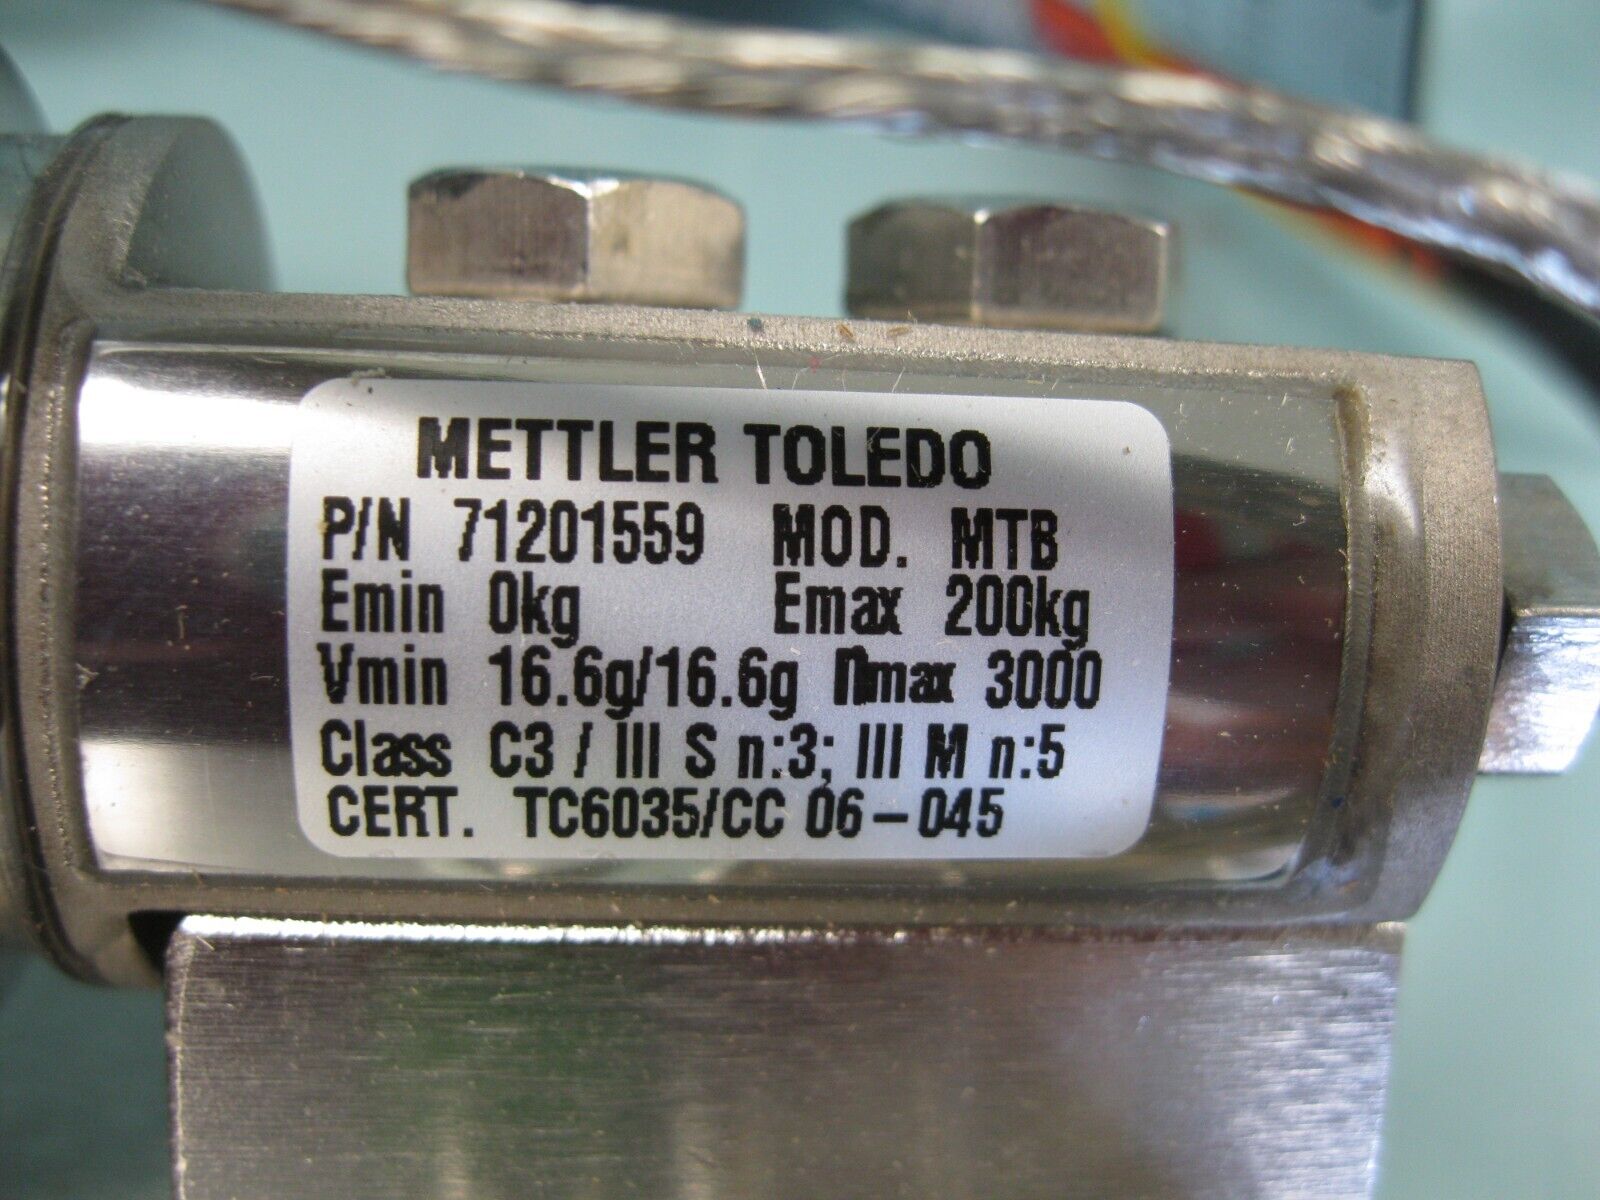 METTLER TOLEDO
P/N 71201559 MOD. MTB
Emin 0kg Emax 200kg
Vmin 16.6g/16.6g nmax 3000
Class C3 / III S n:3; III M n:5
CERT. TC6035/CC 06-045